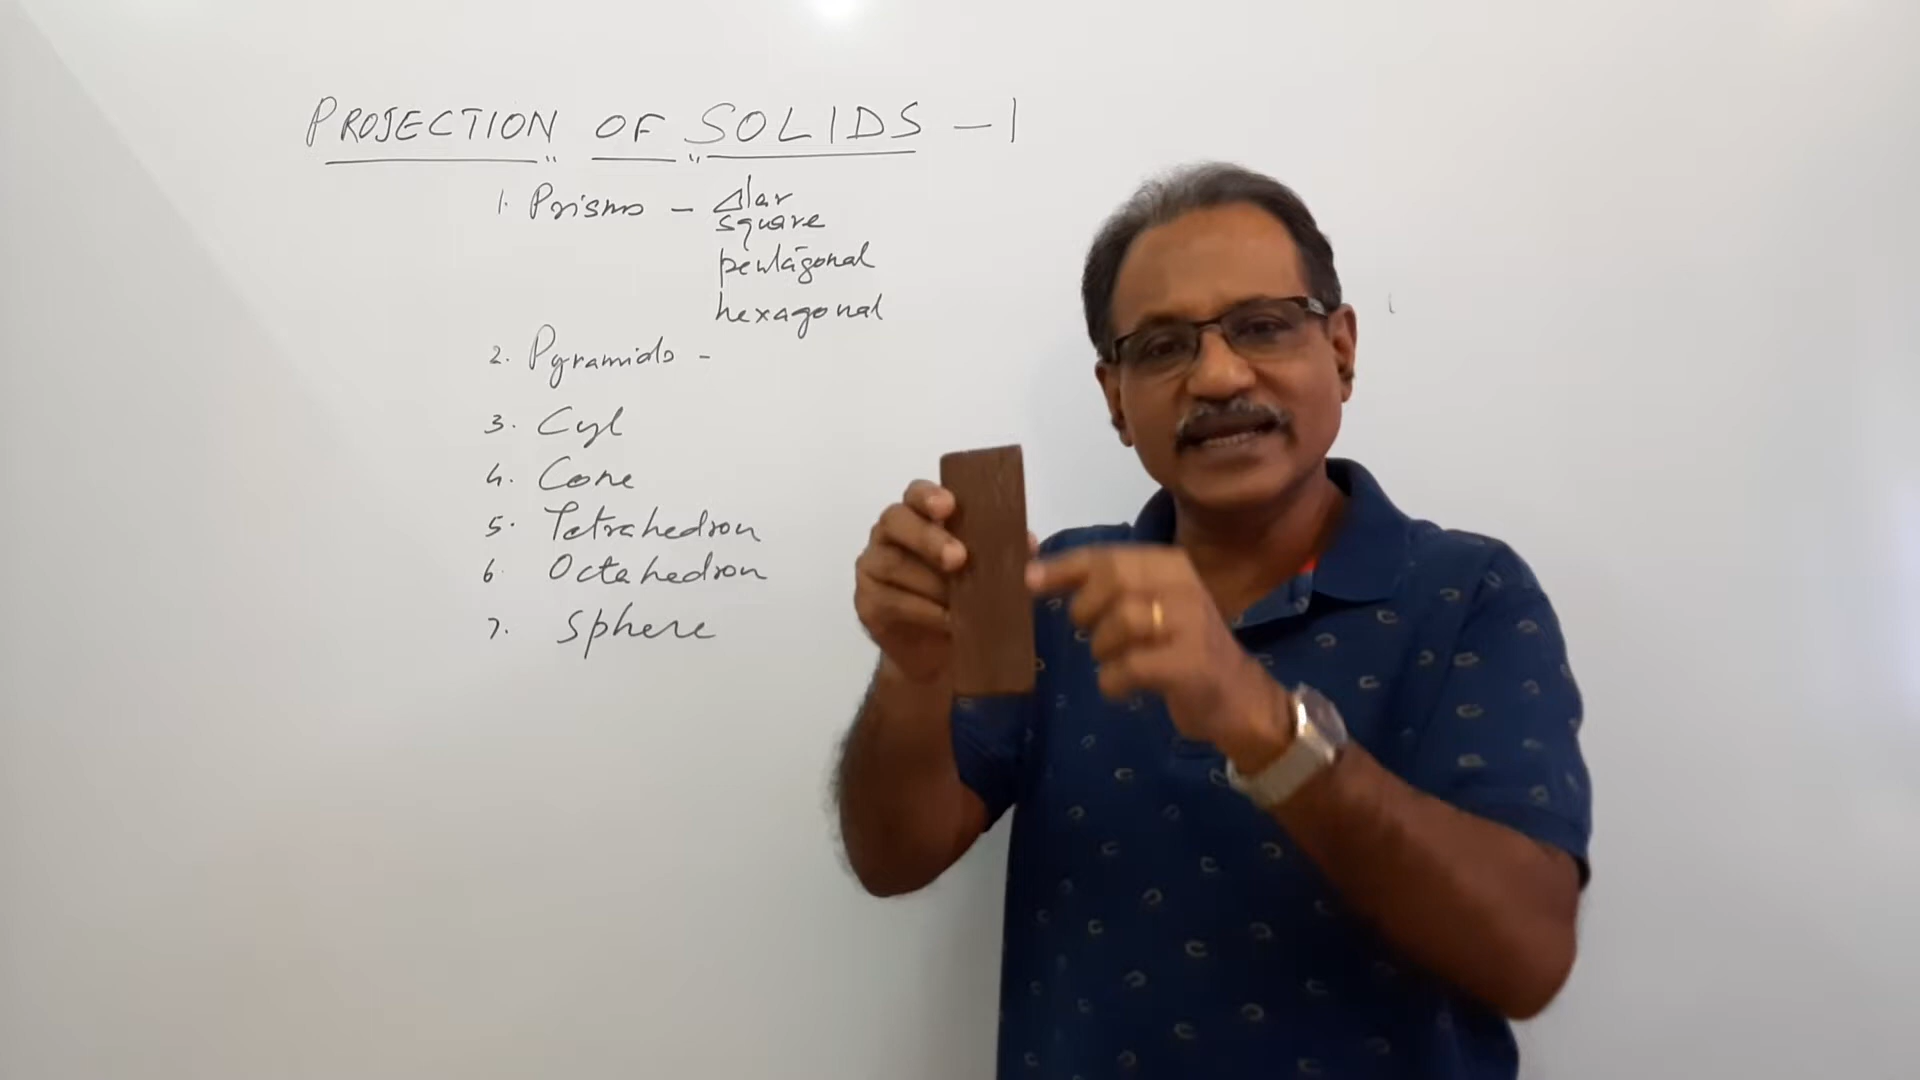 PROJECTION OF SOLIDS - 1
1. Prisms - △lar
square
pentagonal
hexagonal
2. Pyramids -
3. Cyl
4. Cone
5. Tetrahedron
6. Octahedron
7. Sphere